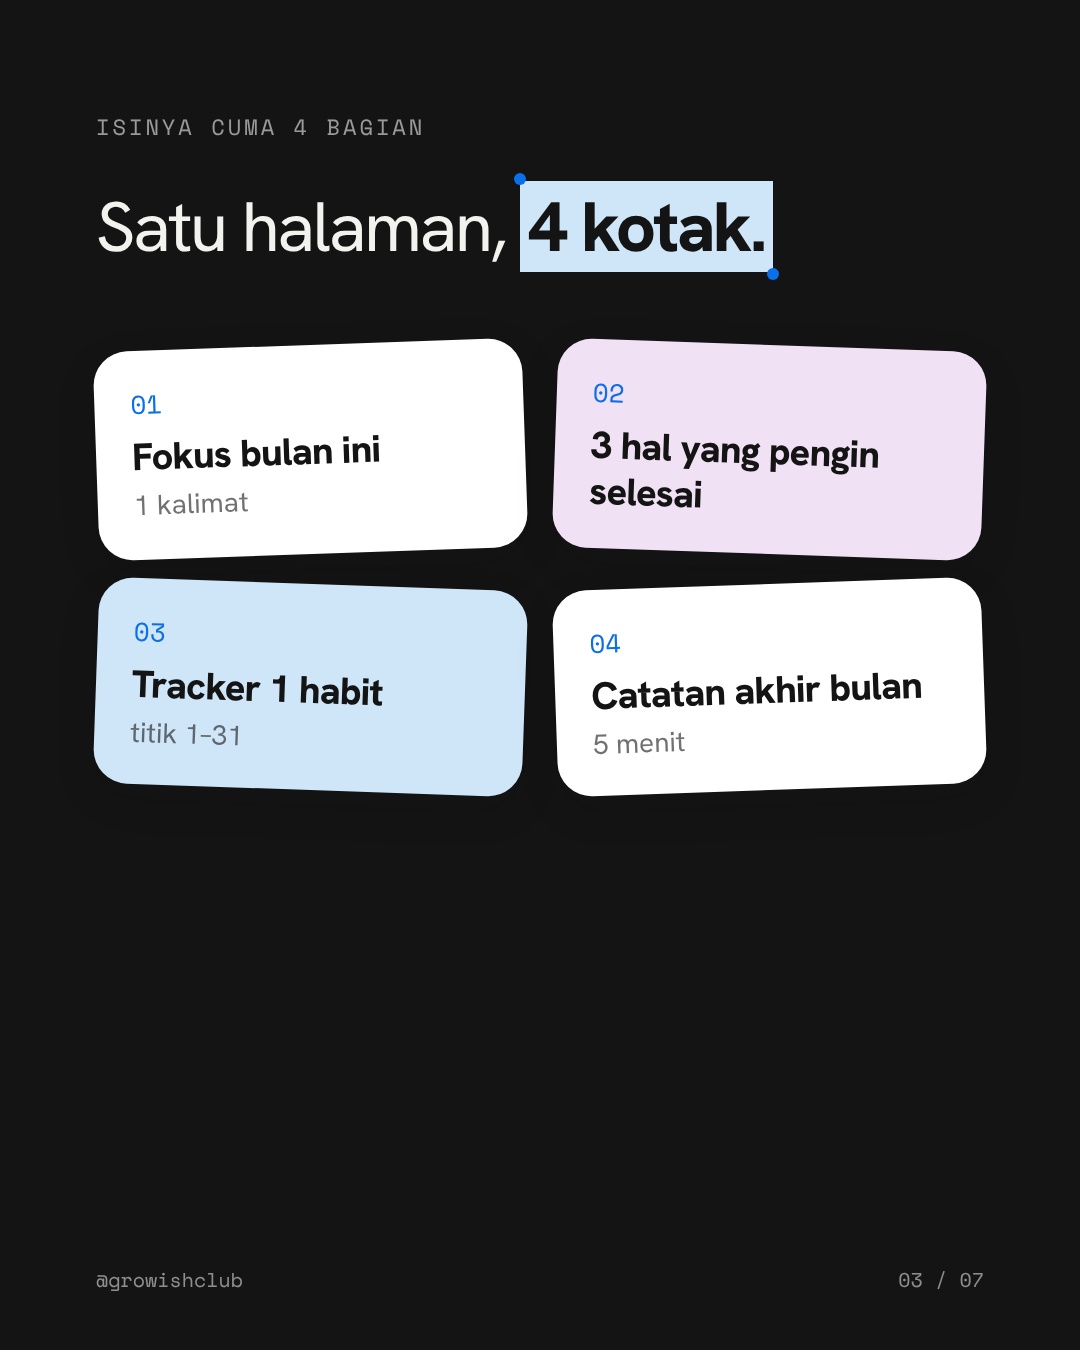 ISINYA CUMA 4 BAGIAN
Satu halaman, 4 kotak.
01
Fokus bulan ini
1 kalimat
02
3 hal yang pengin
selesai
03
Tracker 1 habit
titik 1–31
04
Catatan akhir bulan
5 menit
@growishclub
03 / 07